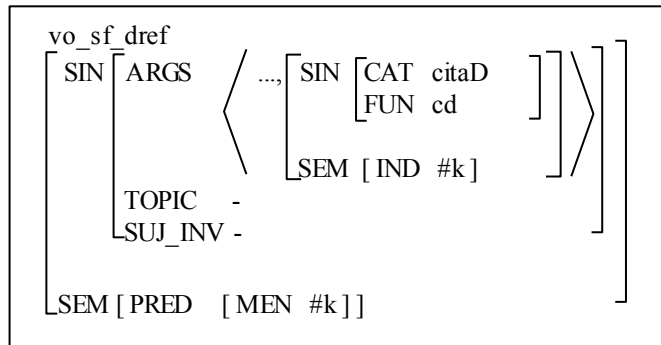 vo_sf_dref
SIN [ ARGS < ..., [ SIN [ CAT citaD
FUN cd ] ] >
SEM [ IND #k ]
TOPIC -
SUJ_INV -
SEM [ PRED [ MEN #k ] ]